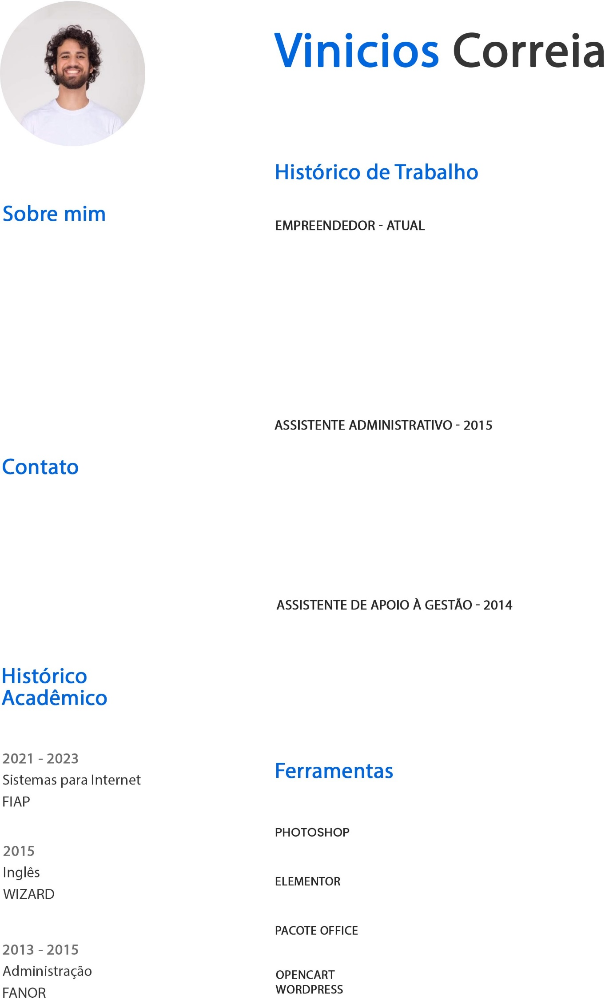 Vinicios Correia
Sobre mim
Contato
Histórico
Acadêmico
2021 - 2023
Sistemas para Internet
FIAP
2015
Inglês
WIZARD
2013 - 2015
Administração
FANOR
Histórico de Trabalho
EMPREENDEDOR - ATUAL
ASSISTENTE ADMINISTRATIVO - 2015
ASSISTENTE DE APOIO À GESTÃO - 2014
Ferramentas
PHOTOSHOP
ELEMENTOR
PACOTE OFFICE
OPENCART
WORDPRESS